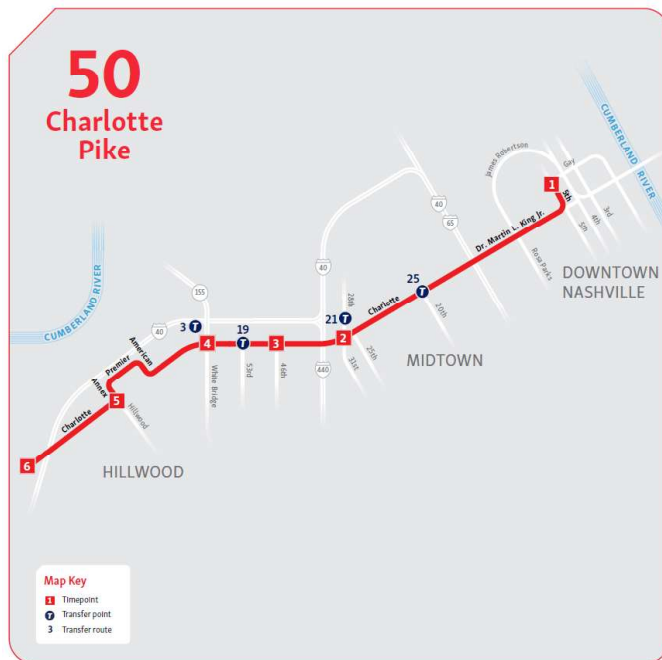 50
Charlotte
Pike
CUMBERLAND RIVER
James Robertson
Gay
1
5th
3rd
4th
5th
40
65
Dr. Martin L. King Jr.
Rosa Parks
DOWNTOWN
NASHVILLE
40
28th
25
Charlotte
20th
155
CUMBERLAND RIVER
40
3 T
19
T
21 T
American
Premier
4
3
2
MIDTOWN
White Bridge
53rd
46th
440
31st
25th
Annex
5
Hillwood
Charlotte
6
HILLWOOD
Map Key
1 Timepoint
T Transfer point
3 Transfer route